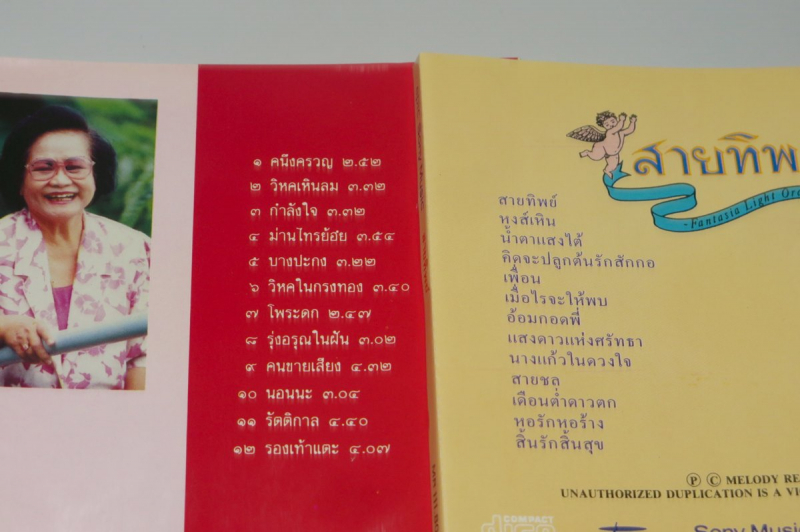 ๑ คนึงครวญ ๒.๕๒
๒ วิหคเหินลม ๓.๓๒
๓ กำลังใจ ๓.๓๒
๔ ม่านไทรย้อย ๓.๕๔
๕ บางปะกง ๓.๒๒
๖ วิหคในกรงทอง ๓.๔๐
๗ โพระดก ๒.๔๗
๘ รุ่งอรุณในฝัน ๓.๐๒
๙ คนขายเสียง ๔.๓๒
๑๐ นอนนะ ๓.๐๔
๑๑ รัตติกาล ๔.๔๐
๑๒ รองเท้าแตะ ๔.๐๗
สายทิพ
-Fantasia Light Orc
สายทิพย์
หงส์เหิน
น้ำตาแสงไต้
คิดจะปลูกต้นรักสักกอ
เพื่อน
เมื่อไรจะให้พบ
อ้อมกอดพี่
แสงดาวแห่งศรัทธา
นางแก้วในดวงใจ
สายชล
เดือนต่ำดาวตก
หอรักหอร้าง
สิ้นรักสิ้นสุข
Ⓟ Ⓒ MELODY RE
UNAUTHORIZED DUPLICATION IS A VI
COMPACT
disc
Sony Music